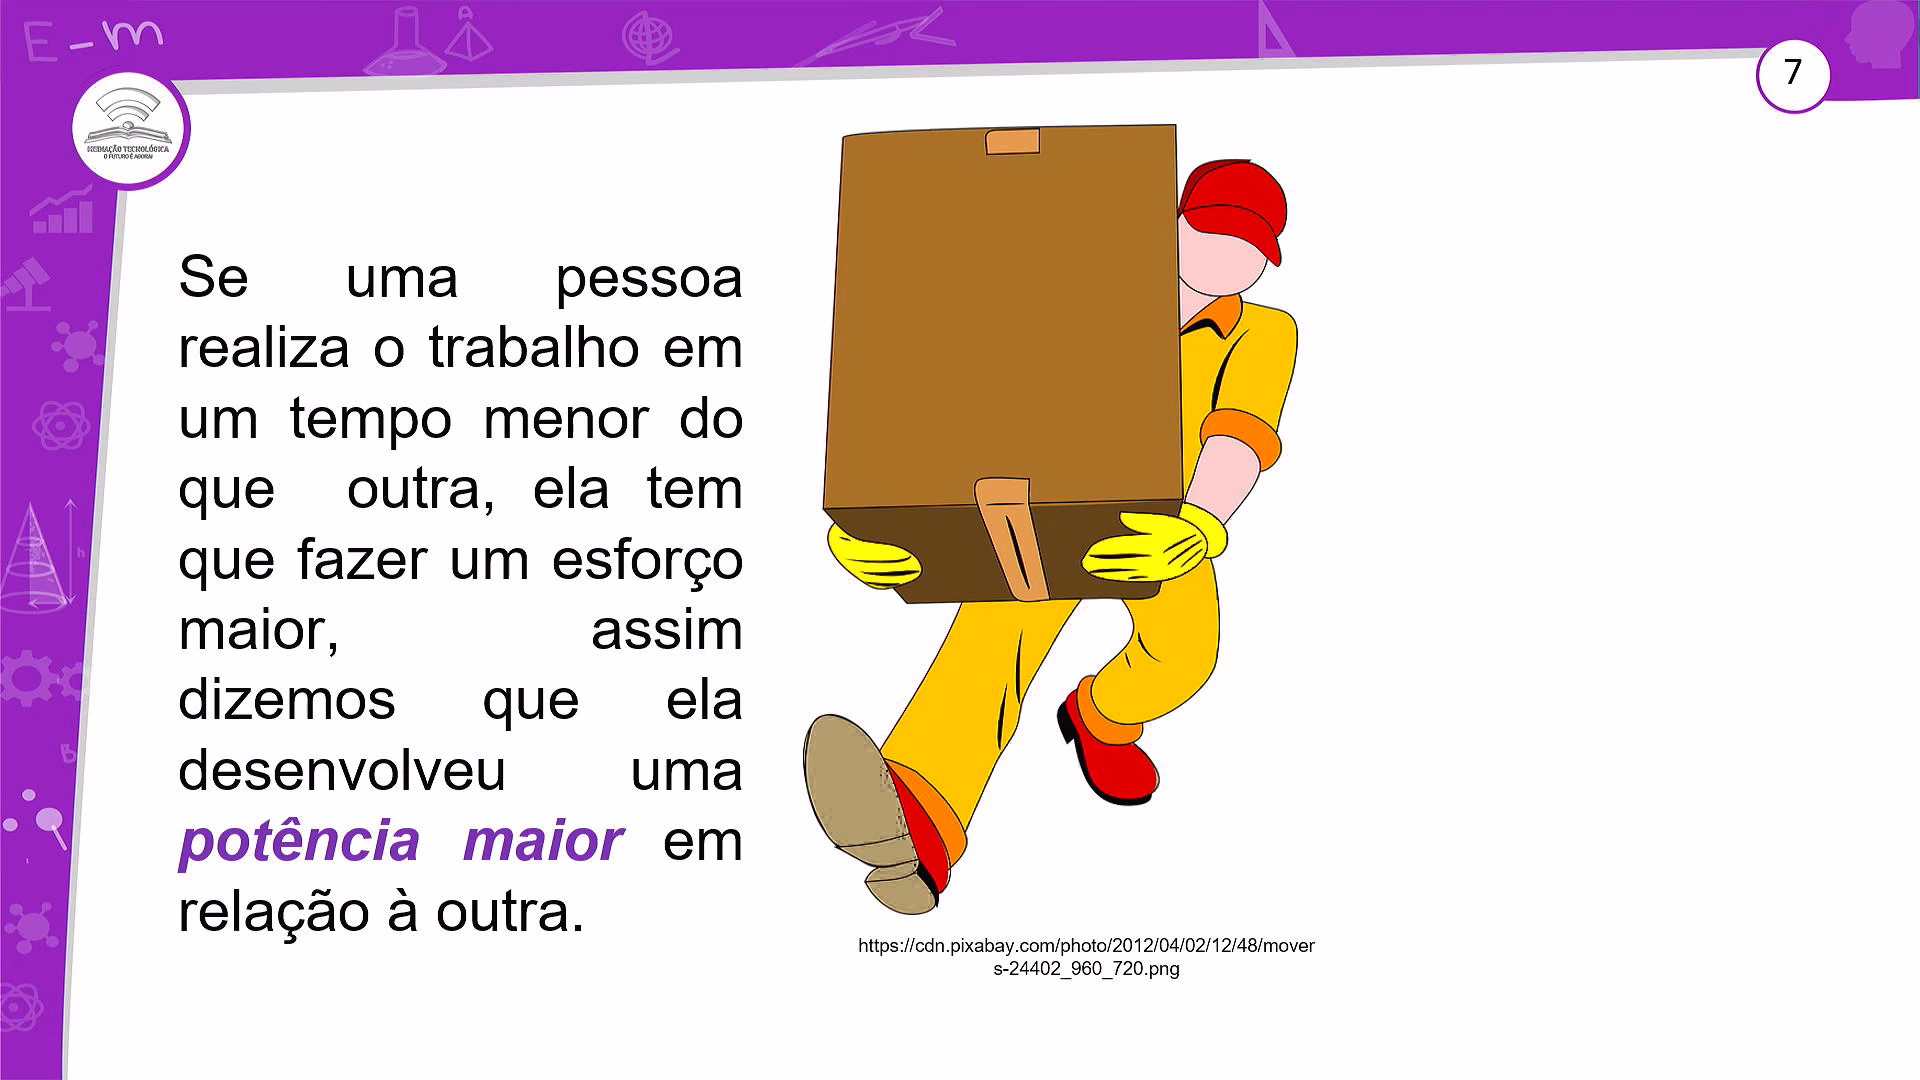 E-m
7
MEDIAÇÃO TECNOLÓGICA
O FUTURO É AGORA!
Se uma pessoa
realiza o trabalho em
um tempo menor do
que outra, ela tem
que fazer um esforço
maior, assim
dizemos que ela
desenvolveu uma
potência maior em
relação à outra.
h
B
https://cdn.pixabay.com/photo/2012/04/02/12/48/mover
s-24402_960_720.png